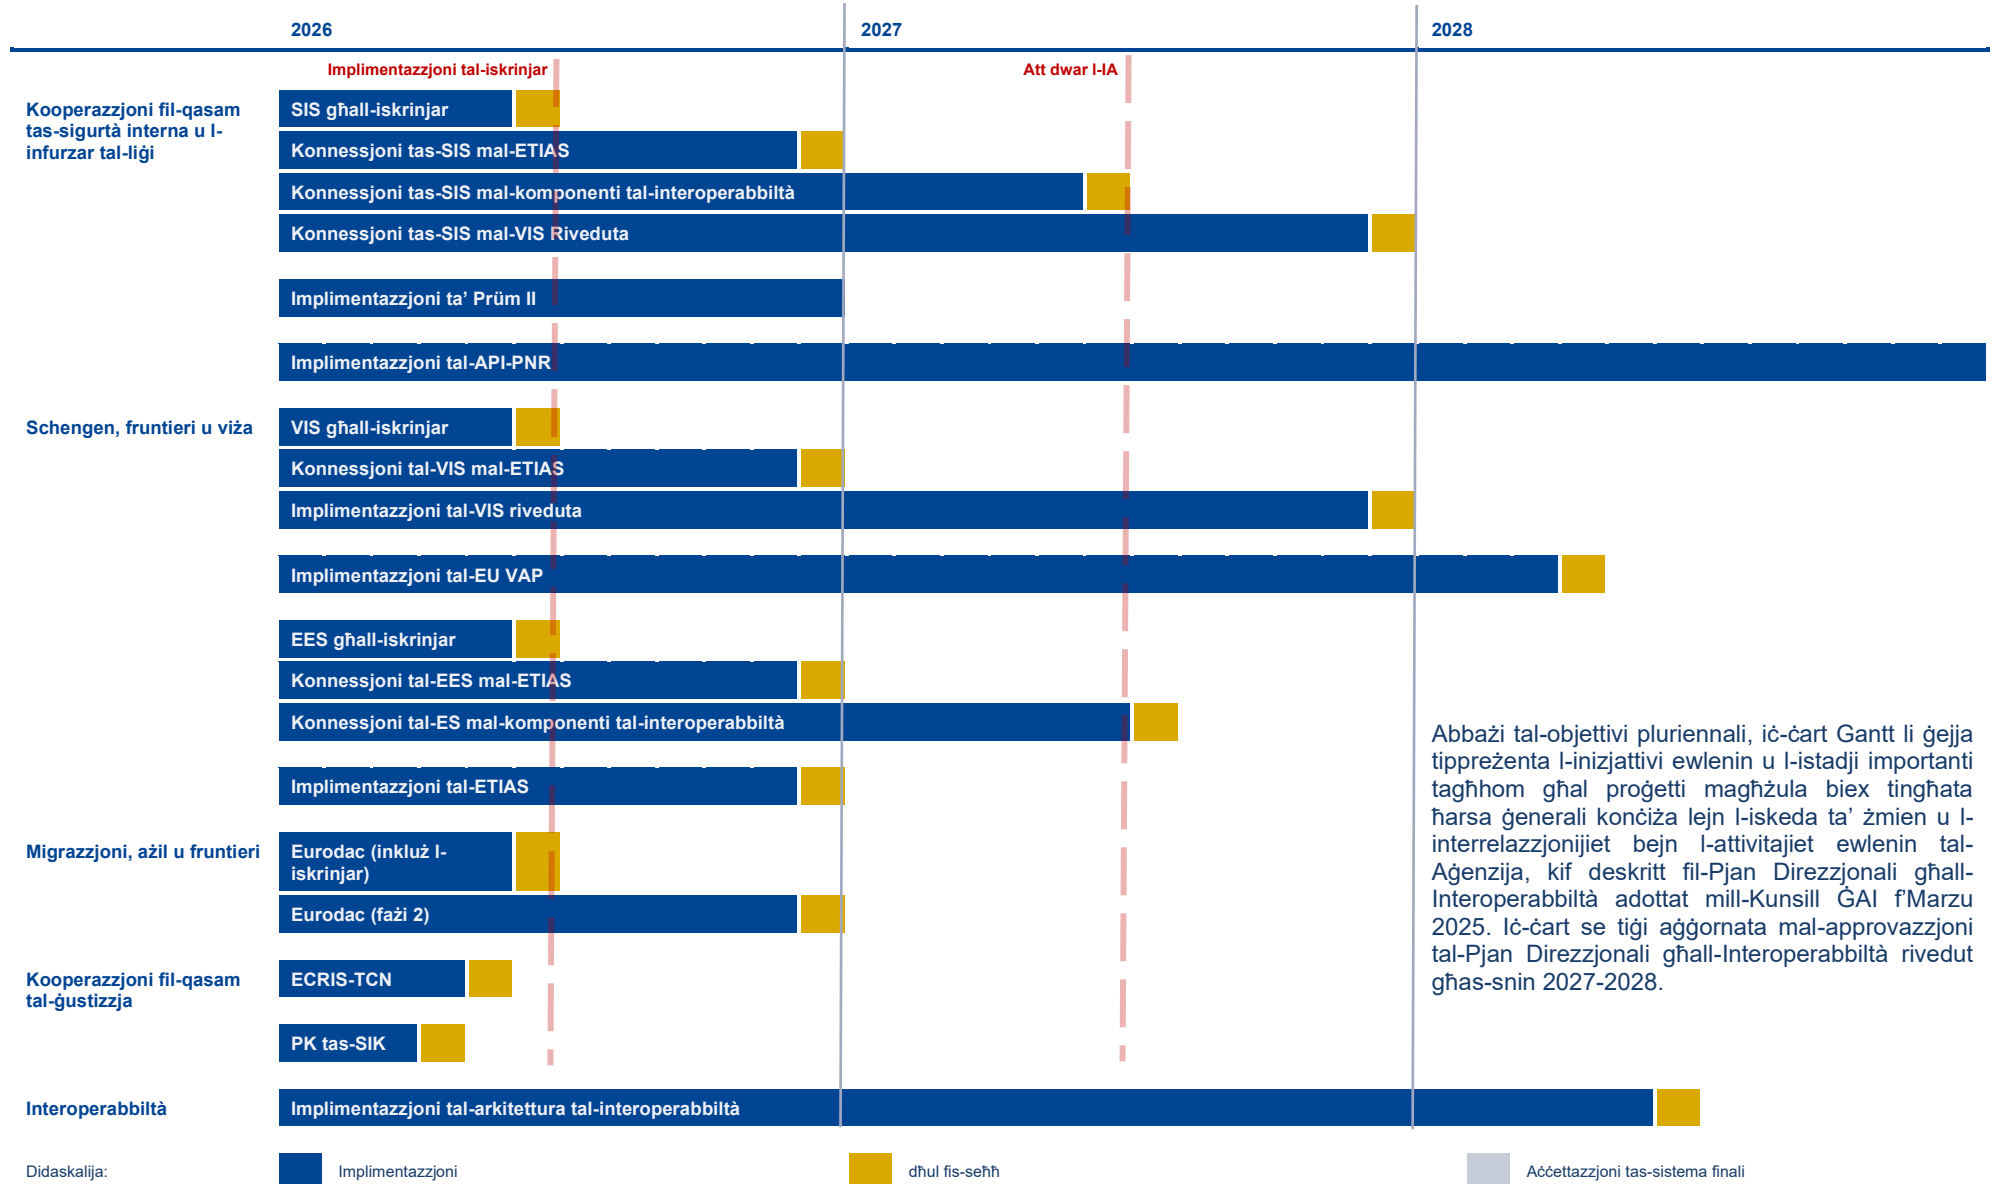 2026
2027
2028
Implimentazzjoni tal-iskrinjar
Att dwar l-IA
Kooperazzjoni fil-qasam
tas-sigurtà interna u l-
infurzar tal-liġi
SIS għall-iskrinjar
Konnessjoni tas-SIS mal-ETIAS
Konnessjoni tas-SIS mal-komponenti tal-interoperabbiltà
Konnessjoni tas-SIS mal-VIS Riveduta
Implimentazzjoni ta’ Prüm II
Implimentazzjoni tal-API-PNR
Schengen, fruntieri u viża
VIS għall-iskrinjar
Konnessjoni tal-VIS mal-ETIAS
Implimentazzjoni tal-VIS riveduta
Implimentazzjoni tal-EU VAP
EES għall-iskrinjar
Konnessjoni tal-EES mal-ETIAS
Konnessjoni tal-ES mal-komponenti tal-interoperabbiltà
Implimentazzjoni tal-ETIAS
Migrazzjoni, ażil u fruntieri
Eurodac (inkluż l-
iskrinjar)
Eurodac (fażi 2)
Kooperazzjoni fil-qasam
tal-ġustizzja
ECRIS-TCN
PK tas-SIK
Interoperabbiltà
Implimentazzjoni tal-arkitettura tal-interoperabbiltà
Abbażi tal-objettivi pluriennali, iċ-ċart Gantt li ġejja
tippreżenta l-inizjattivi ewlenin u l-istadji importanti
tagħhom għal proġetti magħżula biex tingħata
ħarsa ġenerali konċiża lejn l-iskeda ta’ żmien u l-
interrelazzjonijiet bejn l-attivitajiet ewlenin tal-
Aġenzija, kif deskritt fil-Pjan Direzzjonali għall-
Interoperabbiltà adottat mill-Kunsill ĠAI f’Marzu
2025. Iċ-ċart se tiġi aġġornata mal-approvazzjoni
tal-Pjan Direzzjonali għall-Interoperabbiltà rivedut
għas-snin 2027-2028.
Didaskalija:
Implimentazzjoni
dħul fis-seħħ
Aċċettazzjoni tas-sistema finali